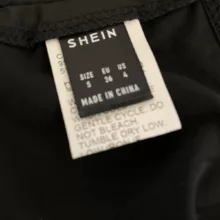 SHEIN
SIZE EU US
S 36 4
MADE IN CHINA
GENTLE CYCLE. DO
NOT BLEACH.
TUMBLE DRY LOW.